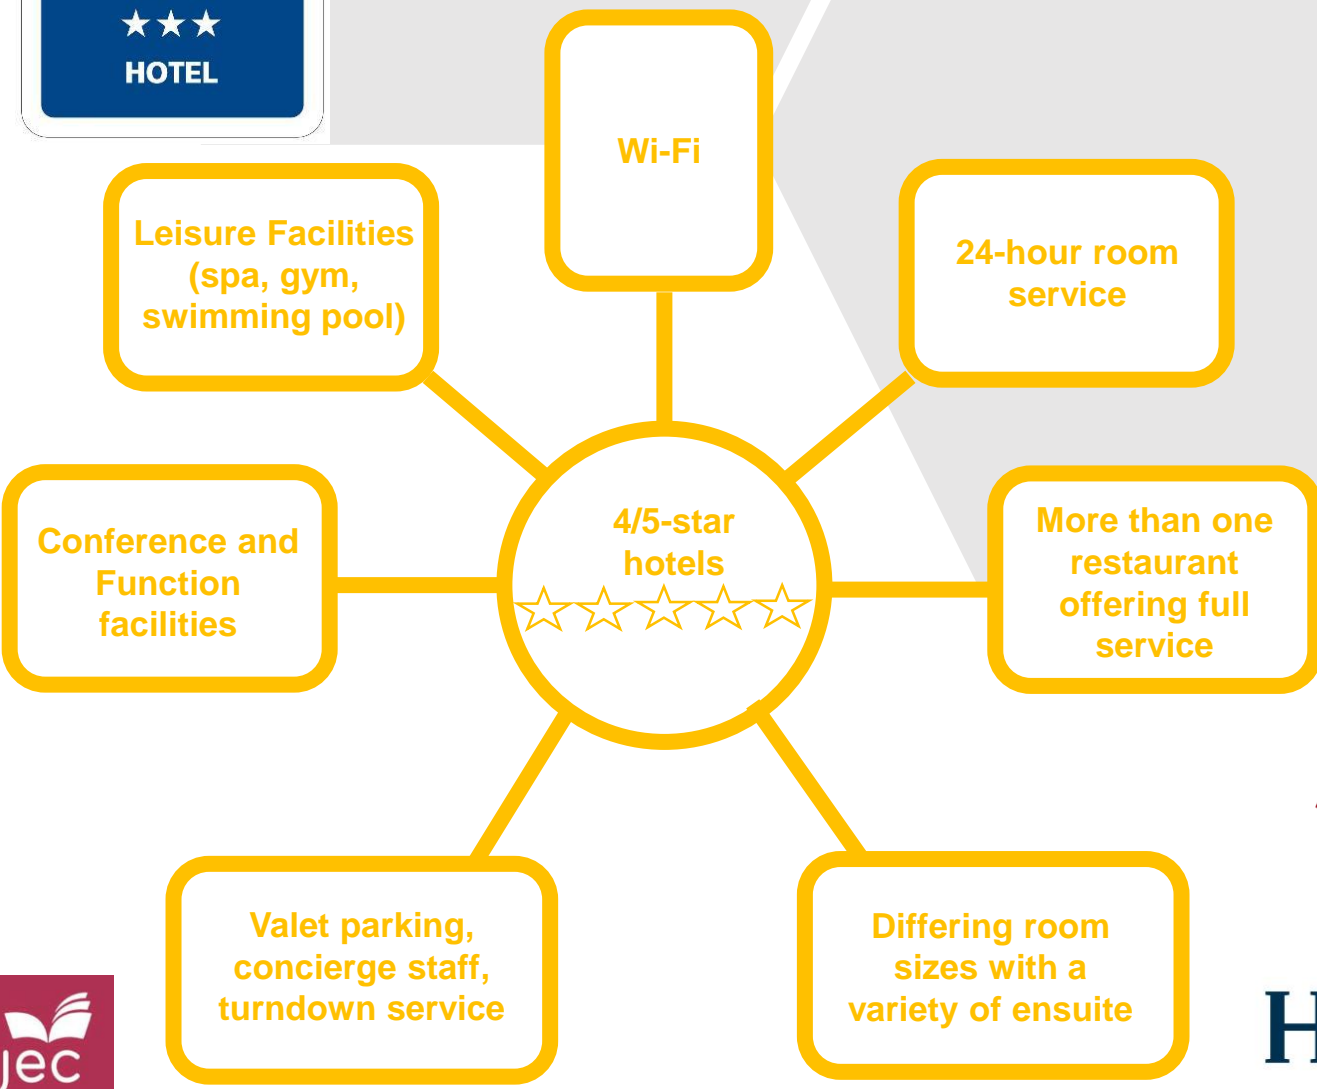 HOTEL
Wi-Fi
Leisure Facilities
(spa, gym,
swimming pool)
24-hour room
service
4/5-star
hotels
Conference and
Function
facilities
More than one
restaurant
offering full
service
Valet parking,
concierge staff,
turndown service
Differing room
sizes with a
variety of ensuite
jec
H